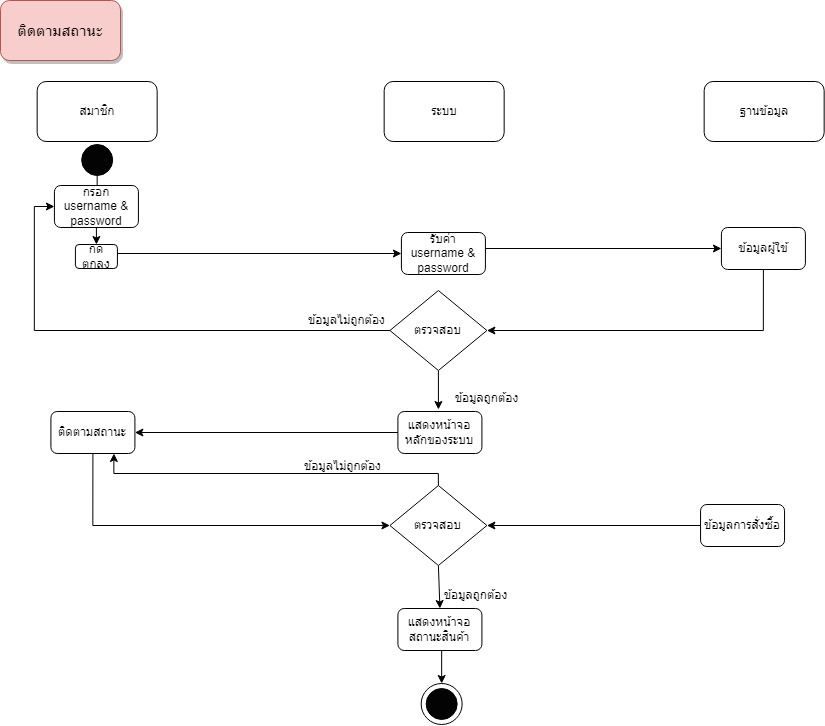 ติดตามสถานะ
สมาชิก
ระบบ
ฐานข้อมูล
กรอก
username &
password
กด
ตกลง
รับค่า
username &
password
ข้อมูลผู้ใช้
ข้อมูลไม่ถูกต้อง
ตรวจสอบ
ข้อมูลถูกต้อง
ติดตามสถานะ
แสดงหน้าจอ
หลักของระบบ
ข้อมูลไม่ถูกต้อง
ตรวจสอบ
ข้อมูลการสั่งซื้อ
ข้อมูลถูกต้อง
แสดงหน้าจอ
สถานะสินค้า